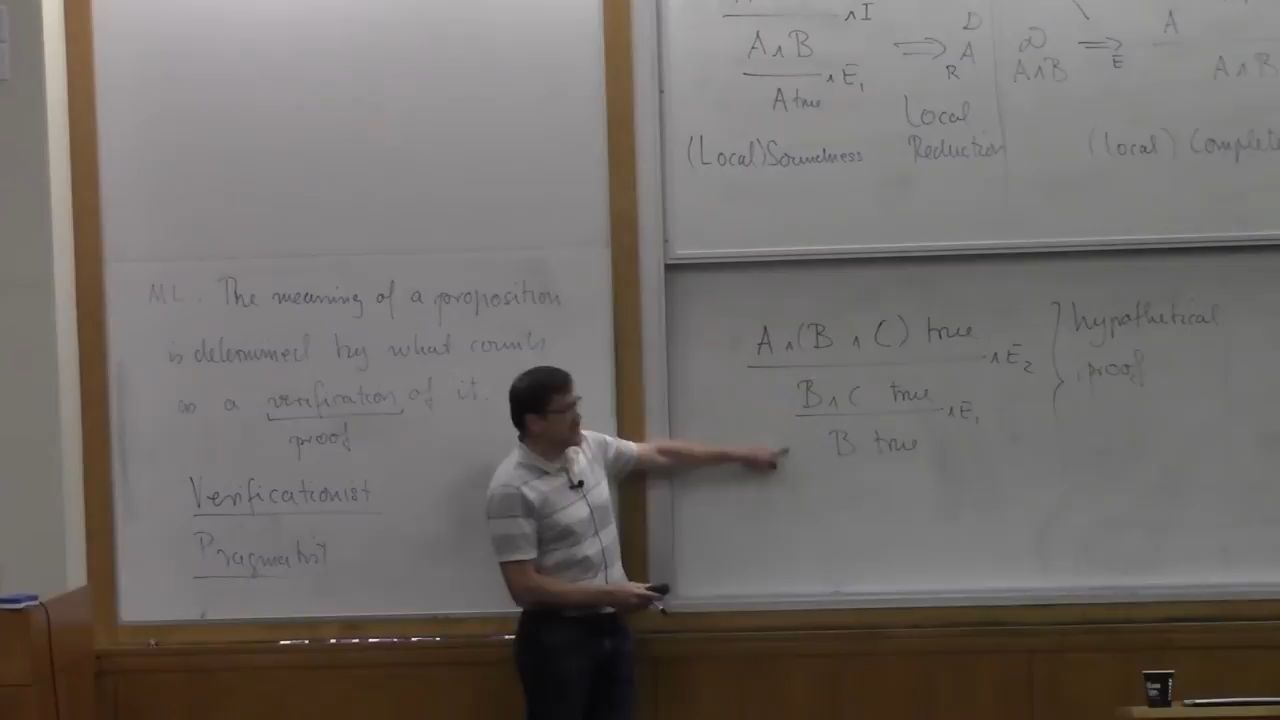 ML. The meaning of a proposition
is determined by what counts
as a verification of it.
proof
Verificationist
Pragmatist
∧I
A∧B
∧E₁
A true
(Local) Soundness
⟹R
D
A
Local
Reduction
D
A∧B
⟹E
A
A∧B
(local) Complete
A∧(B∧C) true
∧E₂
B∧C true
∧E₁
B true
hypothetical
proof